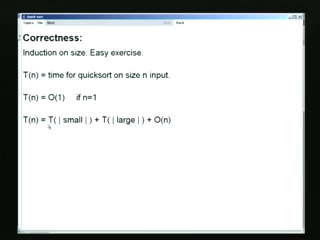 Correctness:
Induction on size. Easy exercise.
T(n) = time for quicksort on size n input.
T(n) = O(1) if n=1
T(n) = T( | small | ) + T( | large | ) + O(n)